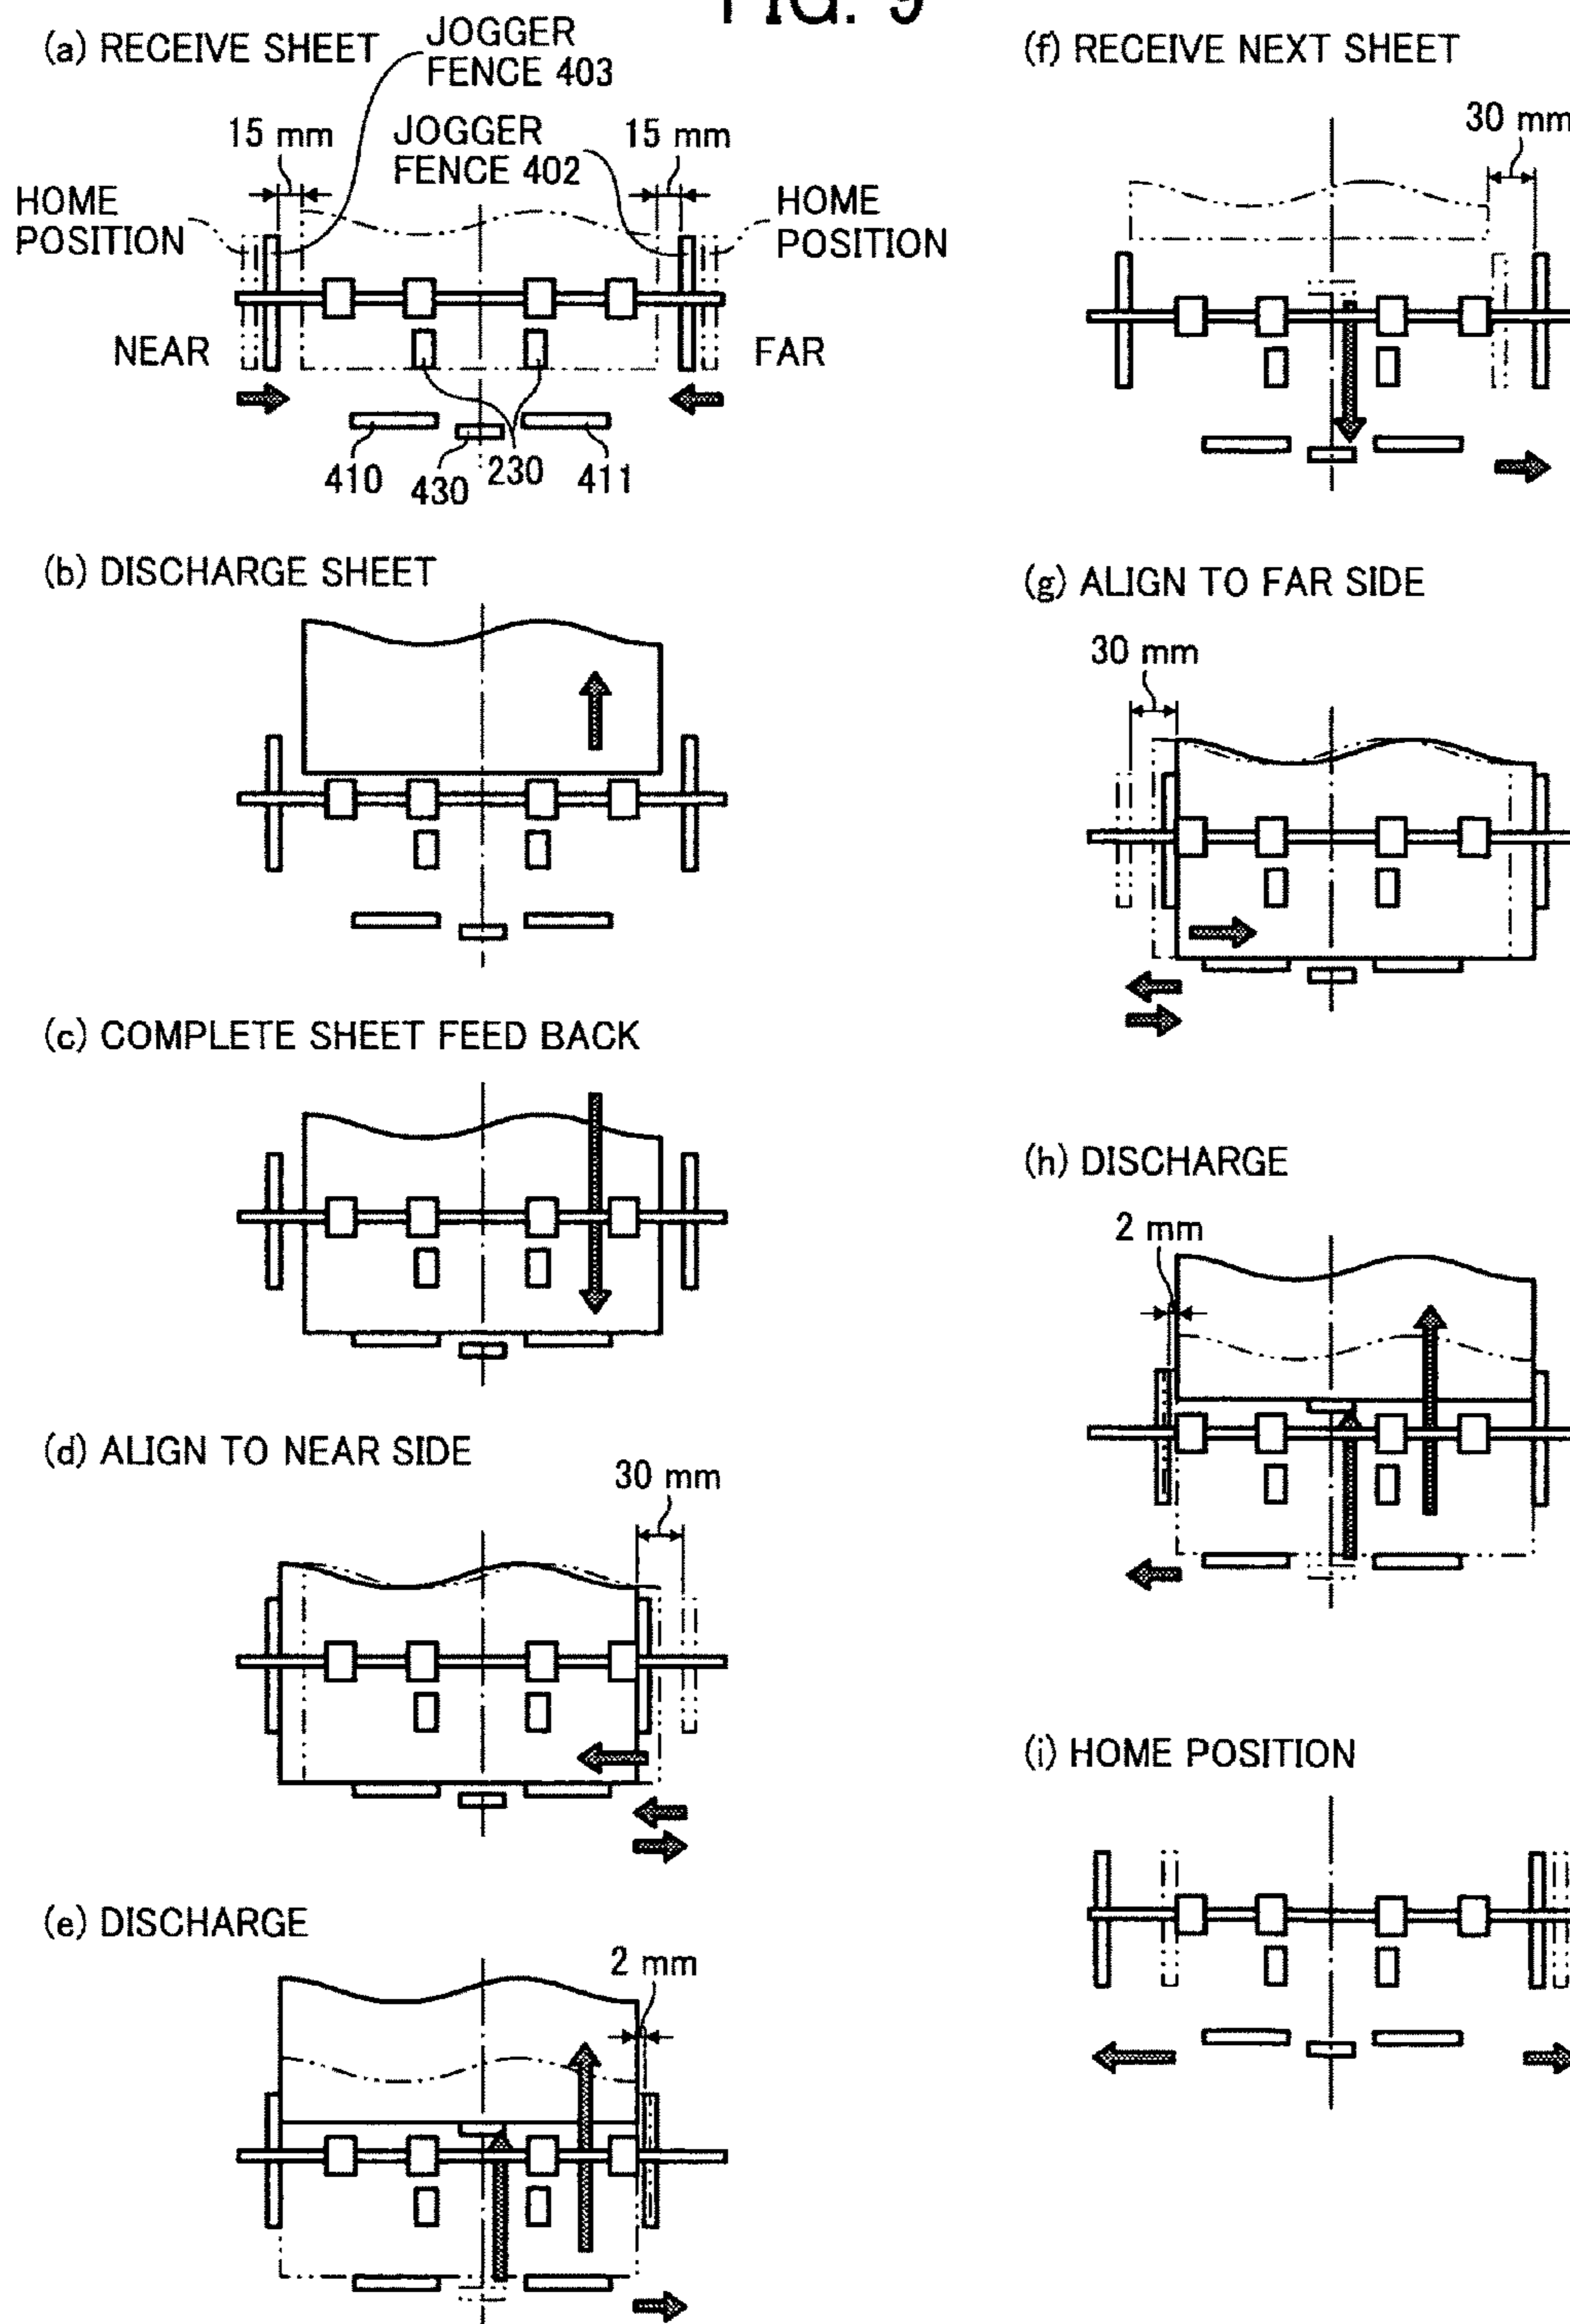 FIG. 9
(a) RECEIVE SHEET
JOGGER
FENCE 403
15 mm
JOGGER
FENCE 402
15 mm
HOME
POSITION
HOME
POSITION
NEAR
FAR
410
430
230
411
(b) DISCHARGE SHEET
(c) COMPLETE SHEET FEED BACK
(d) ALIGN TO NEAR SIDE
30 mm
(e) DISCHARGE
2 mm
(f) RECEIVE NEXT SHEET
30 mm
(g) ALIGN TO FAR SIDE
30 mm
(h) DISCHARGE
2 mm
(i) HOME POSITION